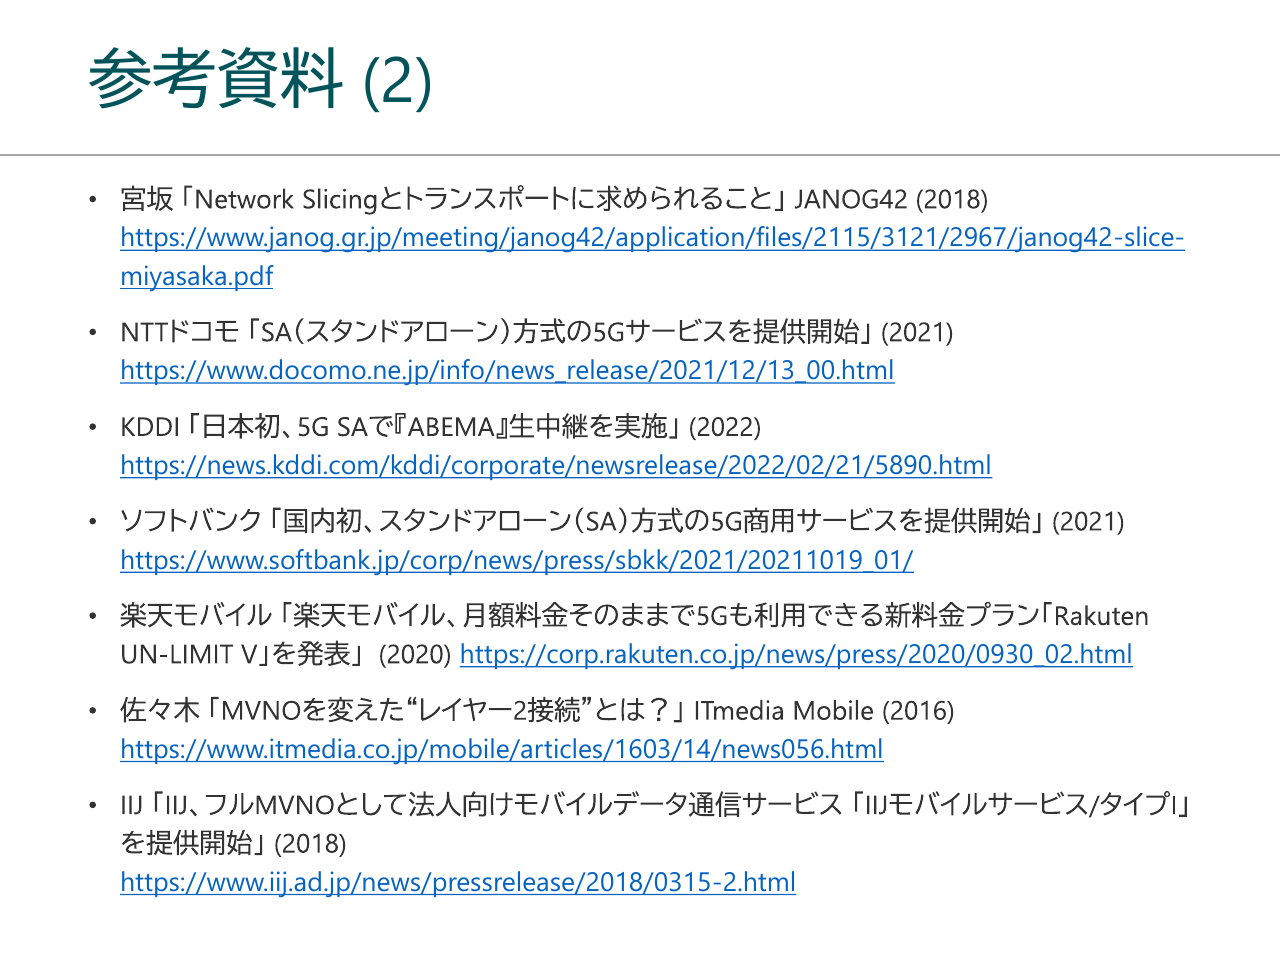 参考資料 (2)
• 宮坂 「Network Slicingとトランスポートに求められること」 JANOG42 (2018)
https://www.janog.gr.jp/meeting/janog42/application/files/2115/3121/2967/janog42-slice-
miyasaka.pdf
• NTTドコモ 「SA（スタンドアローン）方式の5Gサービスを提供開始」 (2021)
https://www.docomo.ne.jp/info/news_release/2021/12/13_00.html
• KDDI 「日本初、5G SAで『ABEMA』生中継を実施」 (2022)
https://news.kddi.com/kddi/corporate/newsrelease/2022/02/21/5890.html
• ソフトバンク 「国内初、スタンドアローン（SA）方式の5G商用サービスを提供開始」 (2021)
https://www.softbank.jp/corp/news/press/sbkk/2021/20211019_01/
• 楽天モバイル 「楽天モバイル、月額料金そのままで5Gも利用できる新料金プラン「Rakuten
UN-LIMIT V」を発表」 (2020) https://corp.rakuten.co.jp/news/press/2020/0930_02.html
• 佐々木 「MVNOを変えた“レイヤー2接続”とは？」 ITmedia Mobile (2016)
https://www.itmedia.co.jp/mobile/articles/1603/14/news056.html
• IIJ 「IIJ、フルMVNOとして法人向けモバイルデータ通信サービス 「IIJモバイルサービス/タイプI」
を提供開始」 (2018)
https://www.iij.ad.jp/news/pressrelease/2018/0315-2.html